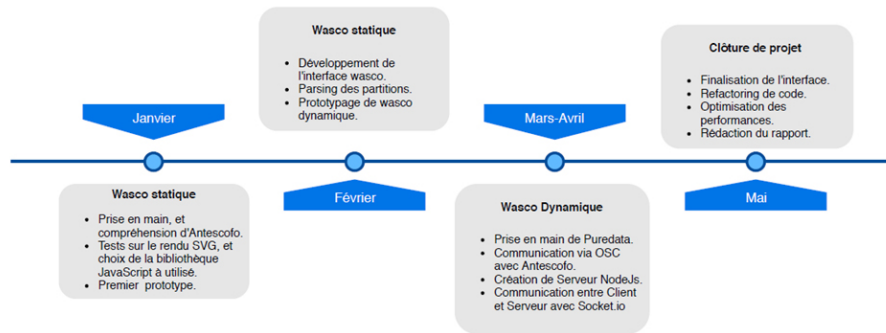 Janvier
Wasco statique
• Prise en main, et
compréhension d'Antescofo.
• Tests sur le rendu SVG, et
choix de la bibliothèque
JavaScript à utilisé.
• Premier prototype.
Wasco statique
• Développement de
l'interface wasco.
• Parsing des partitions.
• Prototypage de wasco
dynamique.
Février
Mars-Avril
Wasco Dynamique
• Prise en main de Puredata.
• Communication via OSC
avec Antescofo.
• Création de Serveur NodeJs.
• Communication entre Client
et Serveur avec Socket.io
Clôture de projet
• Finalisation de l'interface.
• Refactoring de code.
• Optimisation des
performances.
• Rédaction du rapport.
Mai